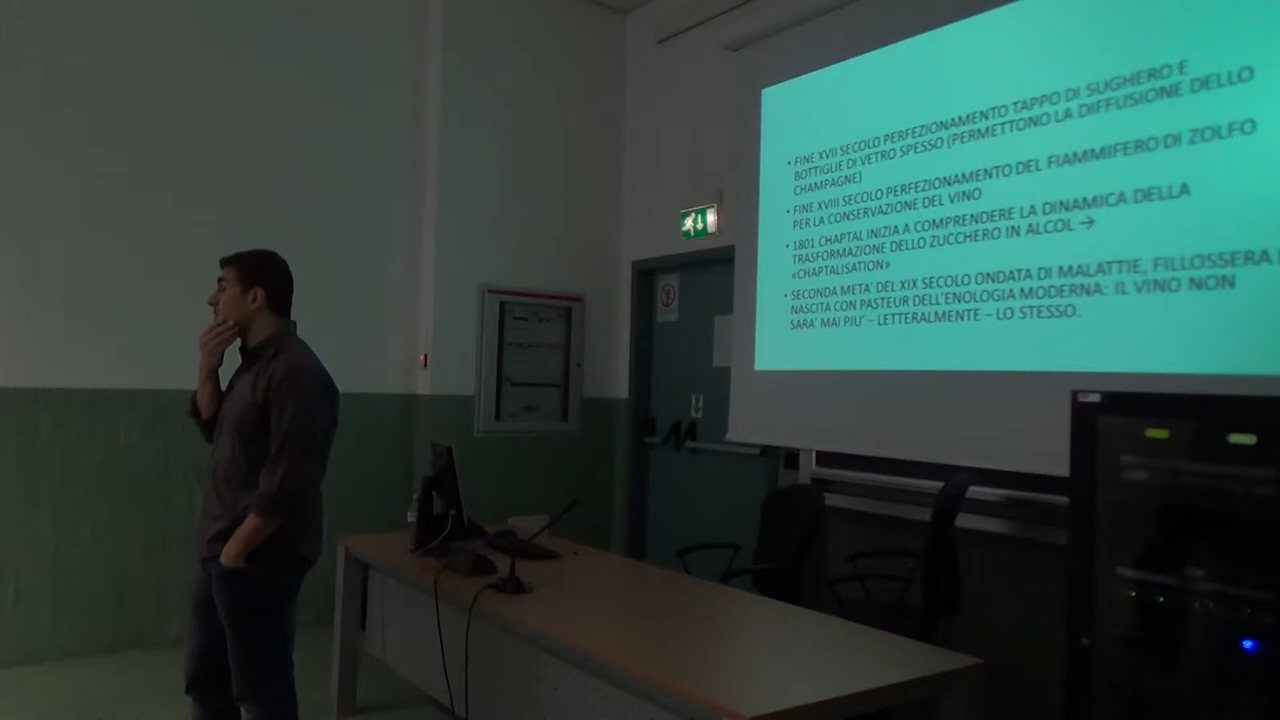 • FINE XVII SECOLO PERFEZIONAMENTO TAPPO DI SUGHERO E
BOTTIGLIE DI VETRO SPESSO (PERMETTONO LA DIFFUSIONE DELLO
CHAMPAGNE)
• FINE XVIII SECOLO PERFEZIONAMENTO DEL FIAMMIFERO DI ZOLFO
PER LA CONSERVAZIONE DEL VINO
• 1801 CHAPTAL INIZIA A COMPRENDERE LA DINAMICA DELLA
TRASFORMAZIONE DELLO ZUCCHERO IN ALCOL →
«CHAPTALISATION»
• SECONDA META' DEL XIX SECOLO ONDATA DI MALATTIE, FILLOSSERA
NASCITA CON PASTEUR DELL'ENOLOGIA MODERNA: IL VINO NON
SARA' MAI PIU' – LETTERALMENTE – LO STESSO.